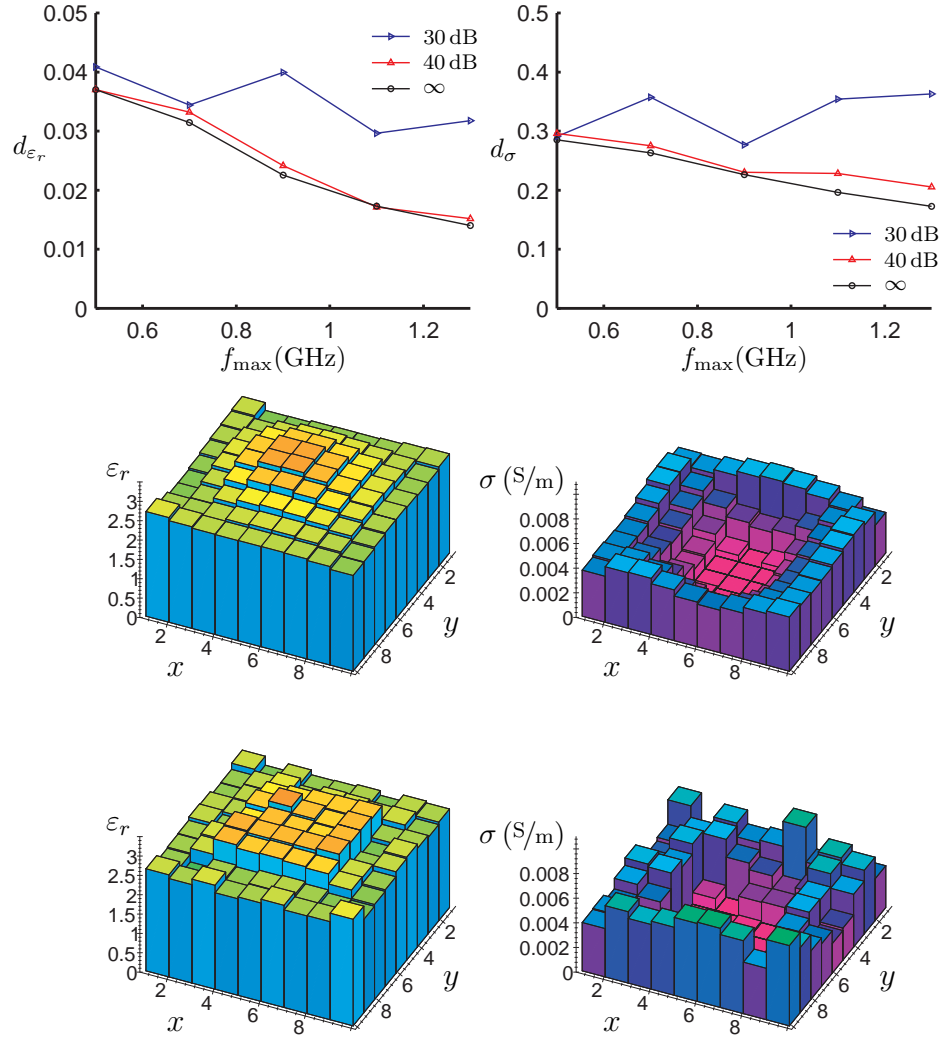 0.05
0.04
0.03
0.02
0.01
0
d_{ε_r}
30 dB
40 dB
∞
0.6 0.8 1 1.2
f_max(GHz)
0.5
0.4
0.3
0.2
0.1
0
d_σ
30 dB
40 dB
∞
0.6 0.8 1 1.2
f_max(GHz)
ε_r
3
2.5
2
1.5
1
0.5
0
2 4 6 8
x
2 4 6 8
y
σ (S/m)
0.008
0.006
0.004
0.002
0
2 4 6 8
x
2 4 6 8
y
ε_r
3
2.5
2
1.5
1
0.5
0
2 4 6 8
x
2 4 6 8
y
σ (S/m)
0.008
0.006
0.004
0.002
0
2 4 6 8
x
2 4 6 8
y